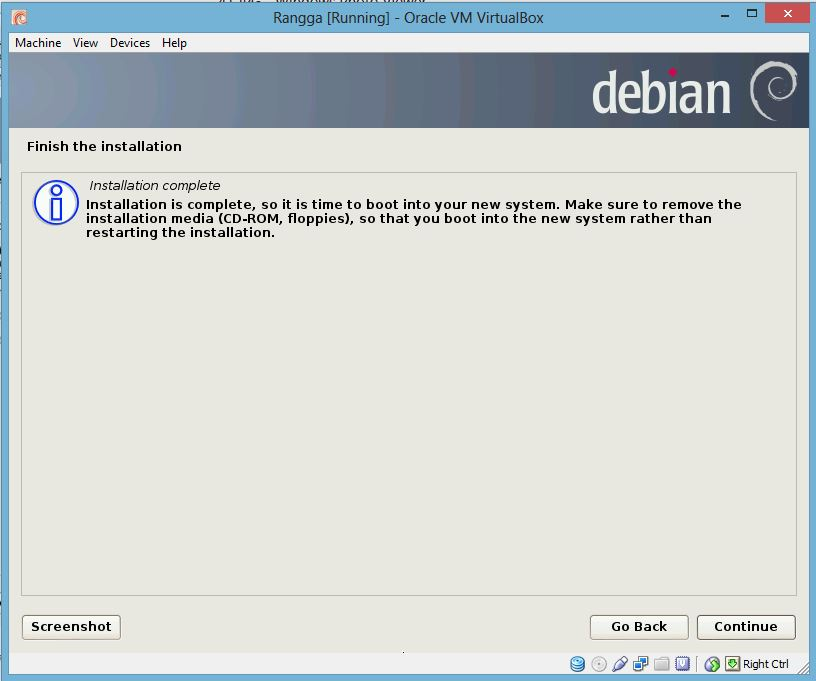 Rangga [Running] - Oracle VM VirtualBox
Machine View Devices Help
debian
Finish the installation
Installation complete
Installation is complete, so it is time to boot into your new system. Make sure to remove the
installation media (CD-ROM, floppies), so that you boot into the new system rather than
restarting the installation.
Screenshot Go Back Continue
Right Ctrl